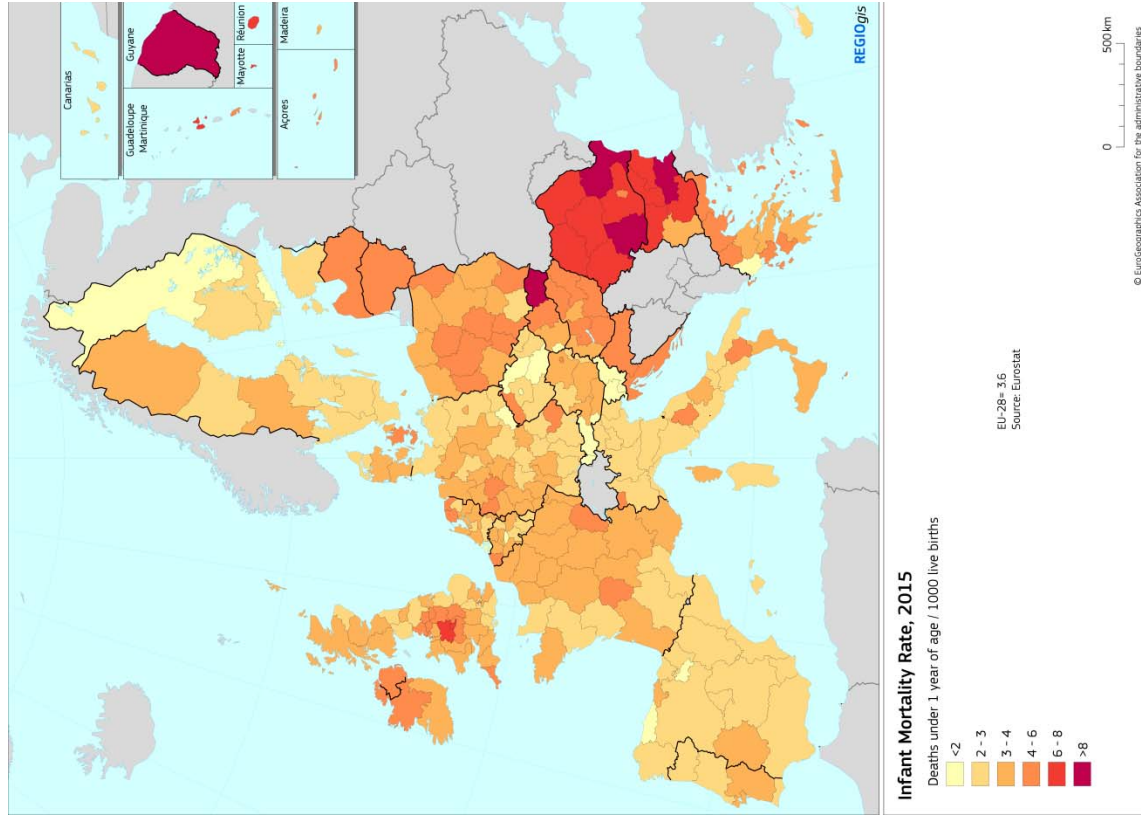 Canarias
Guadeloupe
Martinique
Guyane
Mayotte
Réunion
Açores
Madeira
REGIOgis
Infant Mortality Rate, 2015
Deaths under 1 year of age / 1000 live births
<2
2 - 3
3 - 4
4 - 6
6 - 8
>8
EU-28= 3.6
Source: Eurostat
0
500km
© EuroGeographics Association for the administrative boundaries